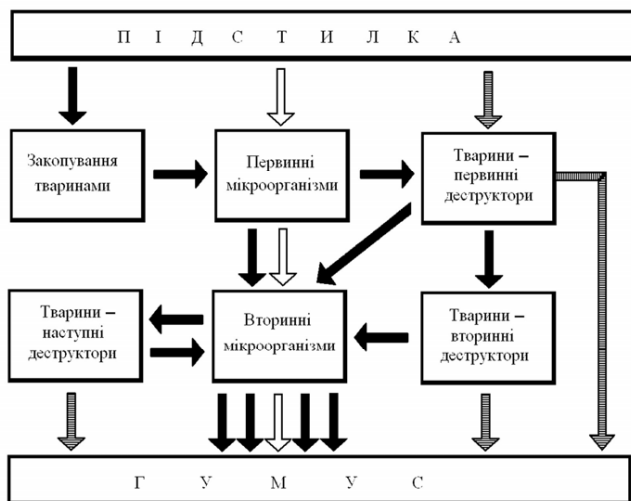 П І Д С Т И Л К А
Закопування
тваринами
Первинні
мікроорганізми
Тварини –
первинні
деструктори
Тварини –
наступні
деструктори
Вторинні
мікроорганізми
Тварини –
вторинні
деструктори
Г У М У С